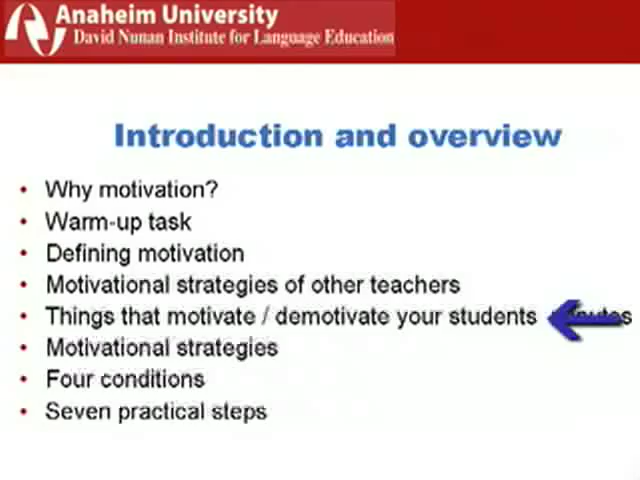 Anaheim University
David Nunan Institute for Language Education
Introduction and overview
• Why motivation?
• Warm-up task
• Defining motivation
• Motivational strategies of other teachers
• Things that motivate / demotivate your students
• Motivational strategies
• Four conditions
• Seven practical steps